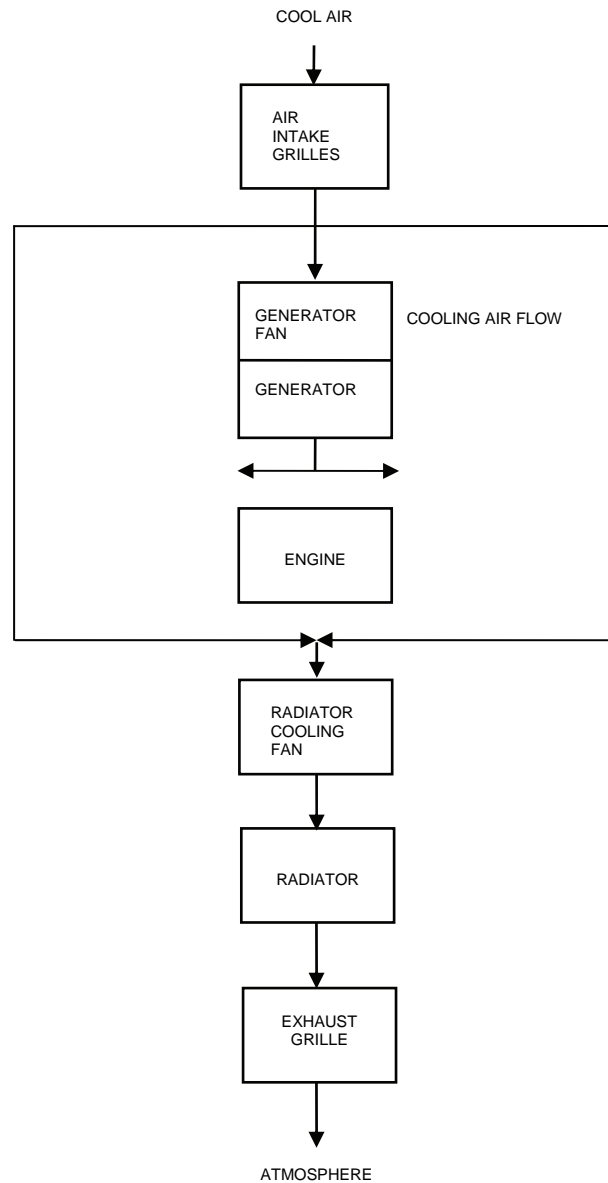 COOL AIR
AIR
INTAKE
GRILLES
GENERATOR
FAN
COOLING AIR FLOW
GENERATOR
ENGINE
RADIATOR
COOLING
FAN
RADIATOR
EXHAUST
GRILLE
ATMOSPHERE